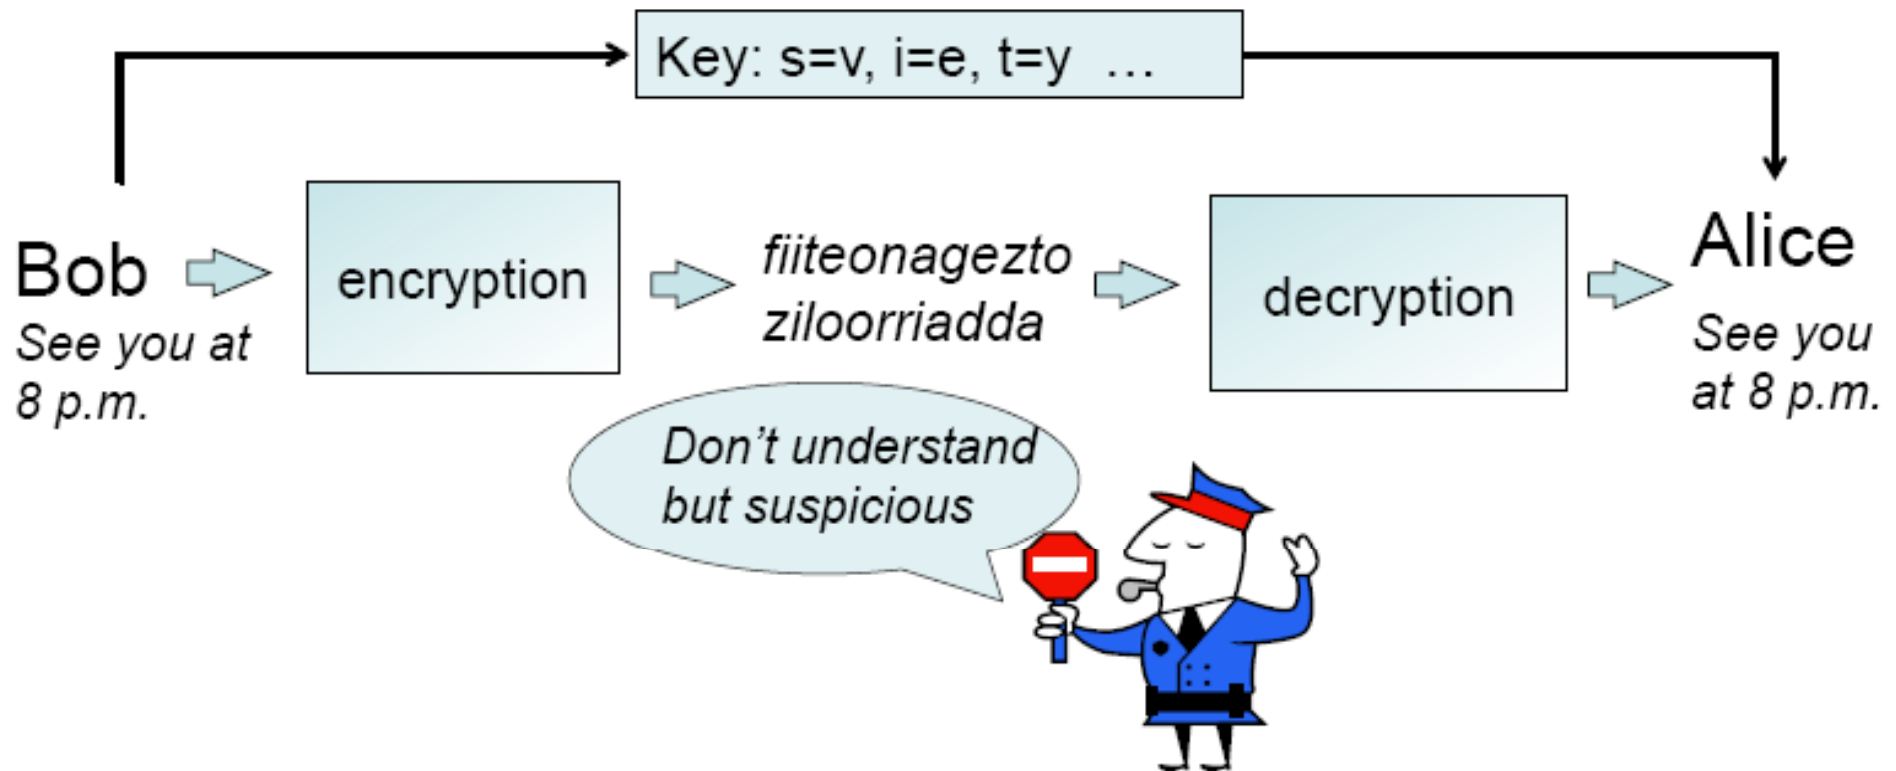 Key: s=v, i=e, t=y ...
Bob
See you at
8 p.m.
encryption
fiiteonagezto
ziloorriadda
decryption
Alice
See you
at 8 p.m.
Don't understand
but suspicious